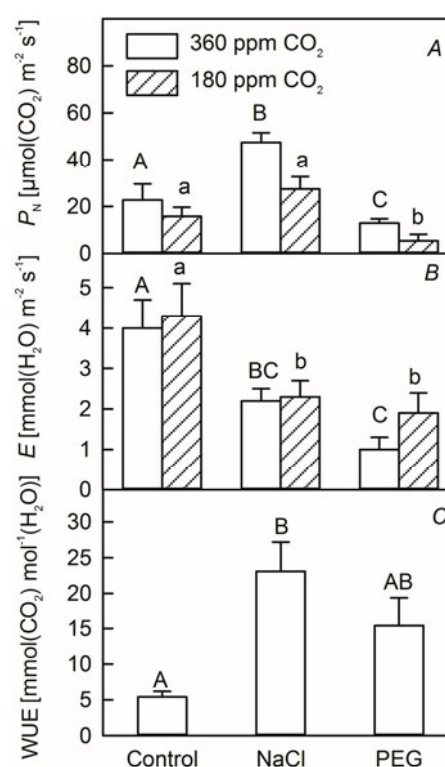 360 ppm CO₂
180 ppm CO₂
A
80
60
40
20
0
P_N [μmol(CO₂) m⁻² s⁻¹]
A
a
B
a
C
b
B
5
4
3
2
1
0
E [mmol(H₂O) m⁻² s⁻¹]
A
a
BC
b
C
b
C
30
25
20
15
10
5
0
WUE [mmol(CO₂) mol⁻¹(H₂O)]
A
B
AB
Control NaCl PEG